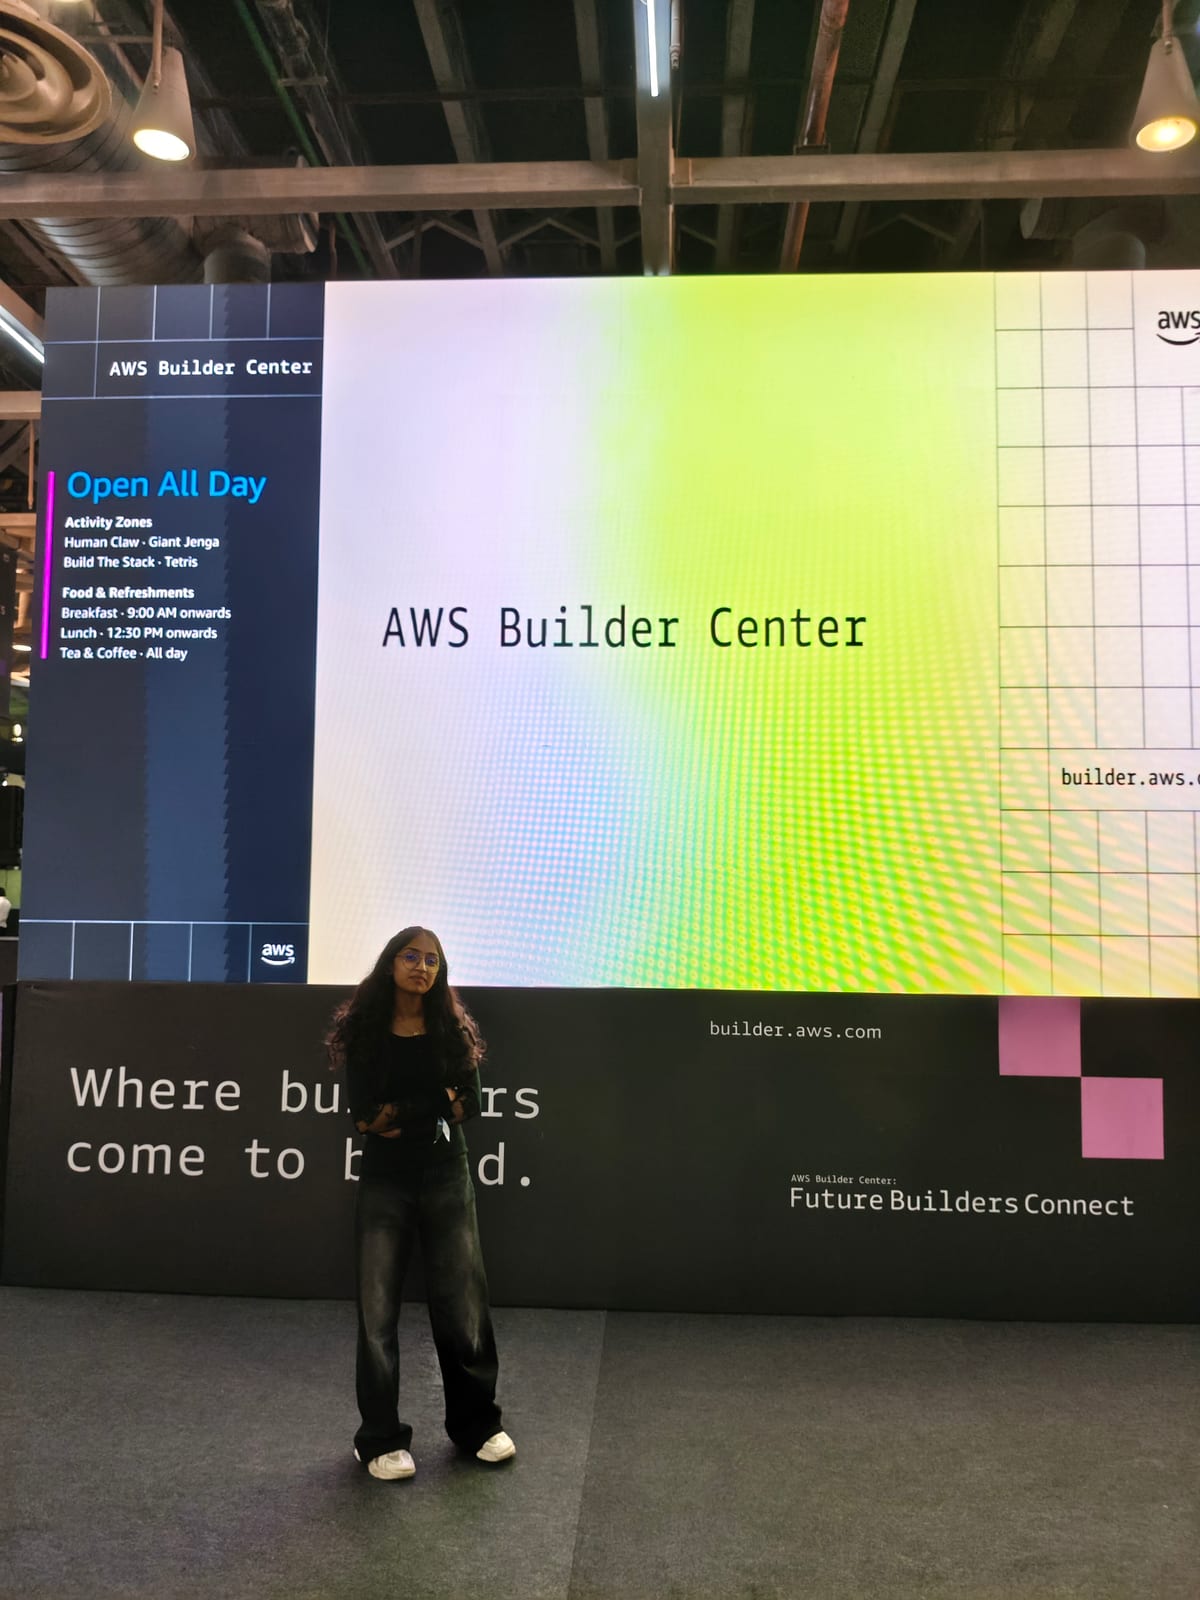 AWS Builder Center
Open All Day
Activity Zones
Human Claw · Giant Jenga
Build The Stack · Tetris
Food & Refreshments
Breakfast · 9:00 AM onwards
Lunch · 12:30 PM onwards
Tea & Coffee · All day
aws
AWS Builder Center
aws
builder.aws.
Where bu rs
come to b d.
builder.aws.com
AWS Builder Center:
Future Builders Connect